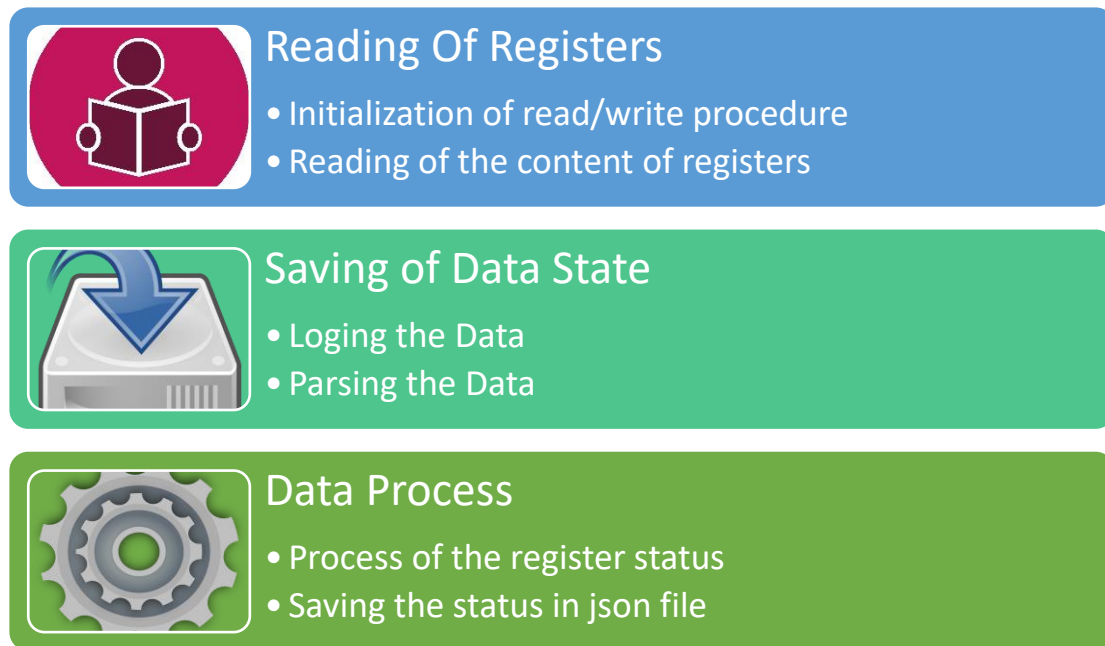 Reading Of Registers
• Initialization of read/write procedure
• Reading of the content of registers
Saving of Data State
• Loging the Data
• Parsing the Data
Data Process
• Process of the register status
• Saving the status in json file